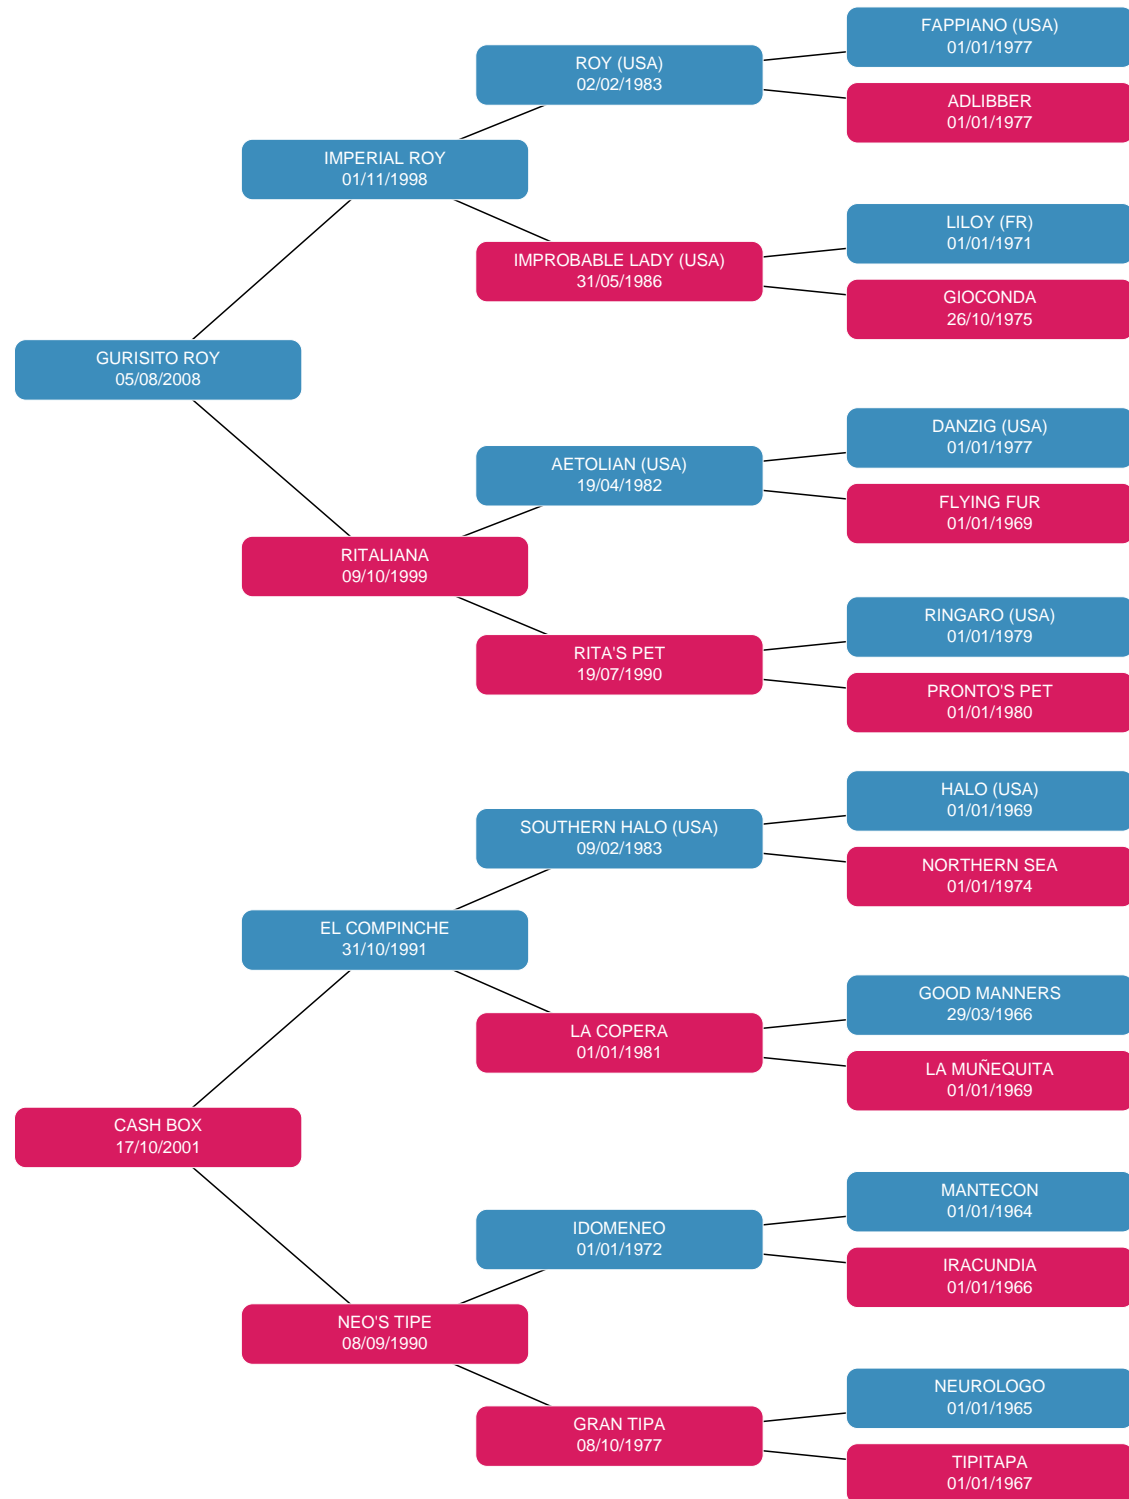 FAPPIANO (USA)
01/01/1977
ROY (USA)
02/02/1983
ADLIBBER
01/01/1977
IMPERIAL ROY
01/11/1998
LILOY (FR)
01/01/1971
IMPROBABLE LADY (USA)
31/05/1986
GIOCONDA
26/10/1975
GURISITO ROY
05/08/2008
DANZIG (USA)
01/01/1977
AETOLIAN (USA)
19/04/1982
FLYING FUR
01/01/1969
RITALIANA
09/10/1999
RINGARO (USA)
01/01/1979
RITA'S PET
19/07/1990
PRONTO'S PET
01/01/1980
HALO (USA)
01/01/1969
SOUTHERN HALO (USA)
09/02/1983
NORTHERN SEA
01/01/1974
EL COMPINCHE
31/10/1991
GOOD MANNERS
29/03/1966
LA COPERA
01/01/1981
LA MUÑEQUITA
01/01/1969
CASH BOX
17/10/2001
MANTECON
01/01/1964
IDOMENEO
01/01/1972
IRACUNDIA
01/01/1966
NEO'S TIPE
08/09/1990
NEUROLOGO
01/01/1965
GRAN TIPA
08/10/1977
TIPITAPA
01/01/1967